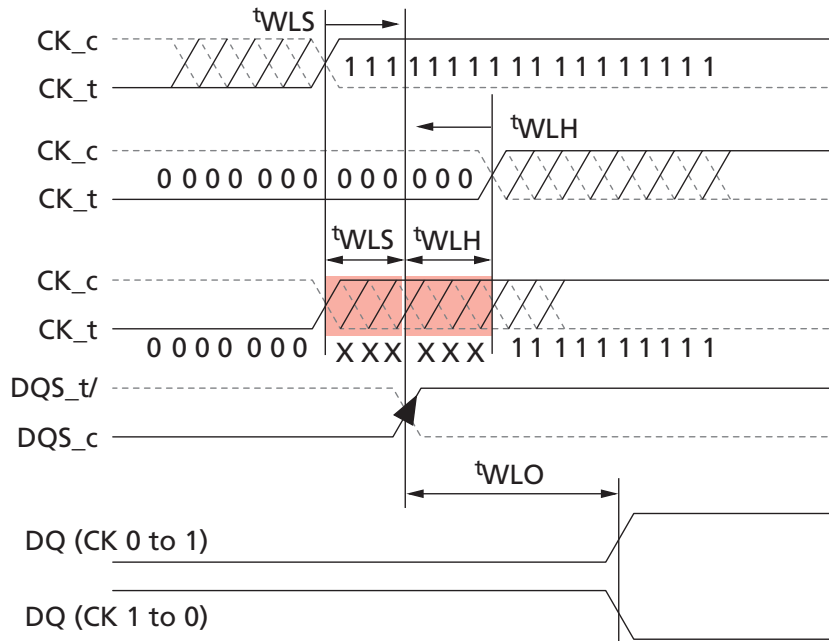 tWLS
CK_c
1 1 1 1 1 1 1 1 1 1 1 1 1 1 1 1 1 1
CK_t
tWLH
CK_c
0 0 0 0 0 0 0 0 0 0 0 0 0
CK_t
tWLS tWLH
CK_c
CK_t
0 0 0 0 0 0 0 X X X X X X 1 1 1 1 1 1 1 1 1 1
DQS_t/
DQS_c
tWLO
DQ (CK 0 to 1)
DQ (CK 1 to 0)